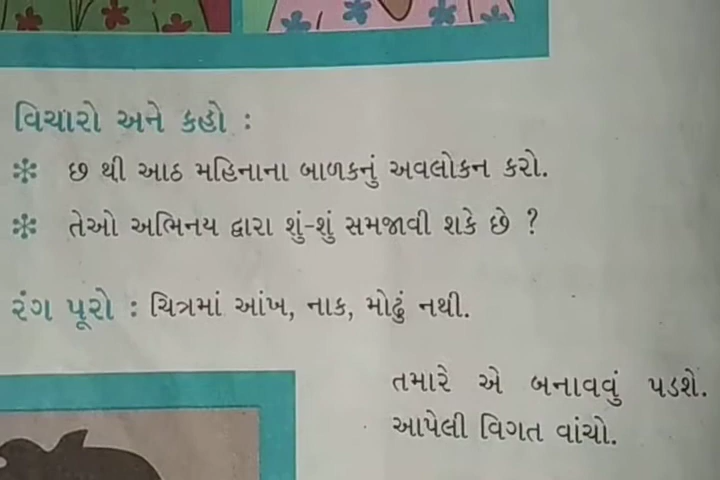 વિચારો અને કહો :
❇ છ થી આઠ મહિનાના બાળકનું અવલોકન કરો.
❇ તેઓ અભિનય દ્વારા શું-શું સમજાવી શકે છે ?
રંગ પૂરો : ચિત્રમાં આંખ, નાક, મોઢું નથી.
તમારે એ બનાવવું પડશે.
આપેલી વિગત વાંચો.